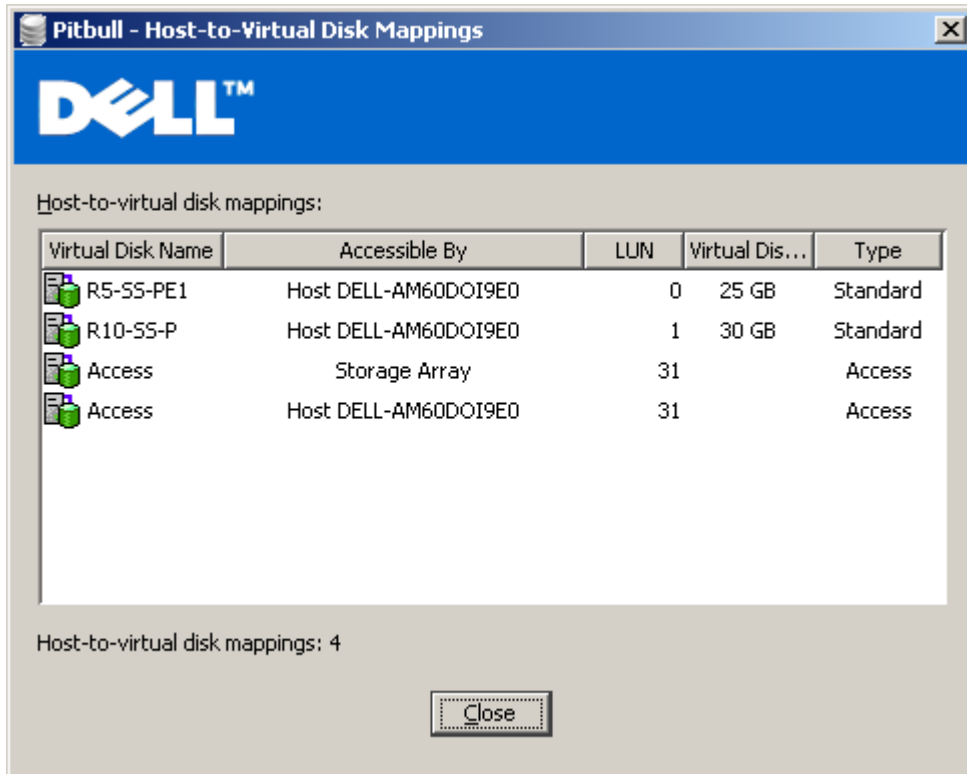 Pitbull - Host-to-Virtual Disk Mappings
DELL™
Host-to-virtual disk mappings:
Virtual Disk Name Accessible By LUN Virtual Dis... Type
R5-SS-PE1 Host DELL-AM60DOI9E0 0 25 GB Standard
R10-SS-P Host DELL-AM60DOI9E0 1 30 GB Standard
Access Storage Array 31 Access
Access Host DELL-AM60DOI9E0 31 Access
Host-to-virtual disk mappings: 4
Close